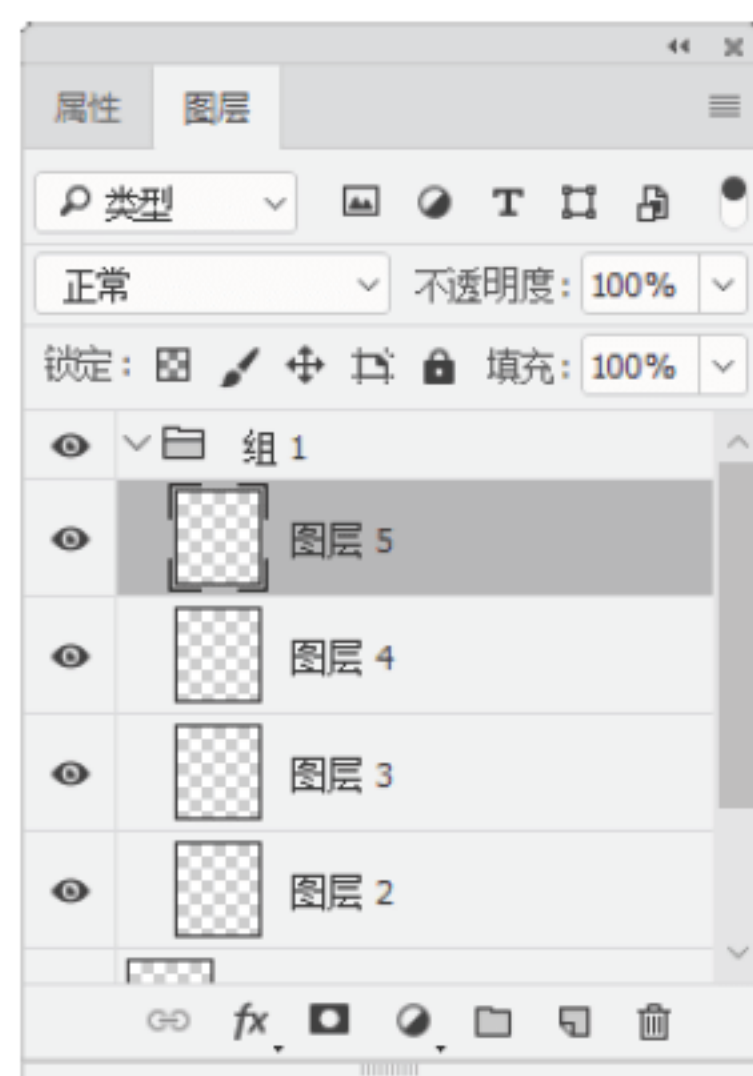 属性 图层
类型 T
正常 不透明度: 100%
锁定: 填充: 100%
组 1
图层 5
图层 4
图层 3
图层 2
fx